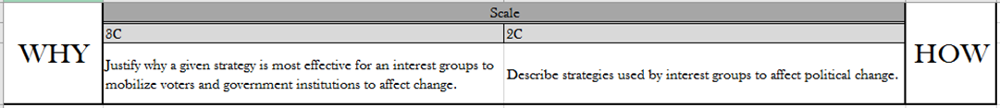 Scale
WHY
3C
2C
HOW
Justify why a given strategy is most effective for an interest groups to
mobilize voters and government institutions to affect change.
Describe strategies used by interest groups to affect political change.